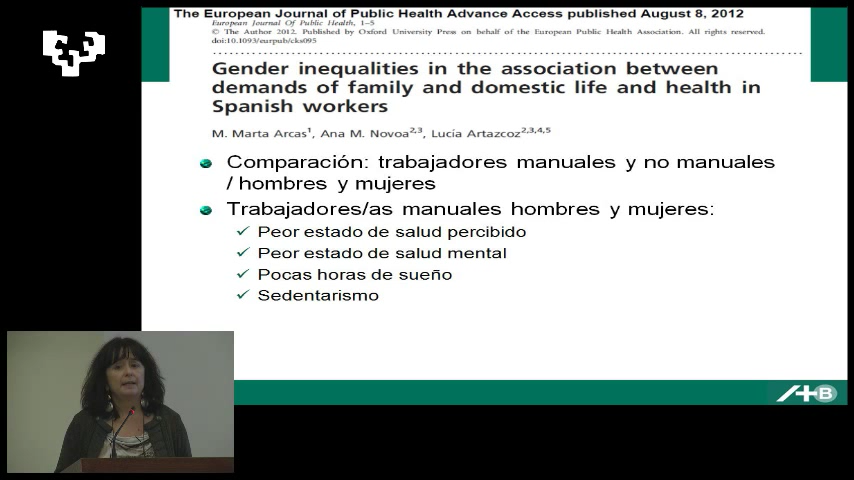 The European Journal of Public Health Advance Access published August 8, 2012
European Journal Of Public Health, 1–5
© The Author 2012. Published by Oxford University Press on behalf of the European Public Health Association. All rights reserved.
doi:10.1093/eurpub/cks095
Gender inequalities in the association between
demands of family and domestic life and health in
Spanish workers
M. Marta Arcas1, Ana M. Novoa2,3, Lucía Artazcoz2,3,4,5
Comparación: trabajadores manuales y no manuales
/ hombres y mujeres
Trabajadores/as manuales hombres y mujeres:
Peor estado de salud percibido
Peor estado de salud mental
Pocas horas de sueño
Sedentarismo